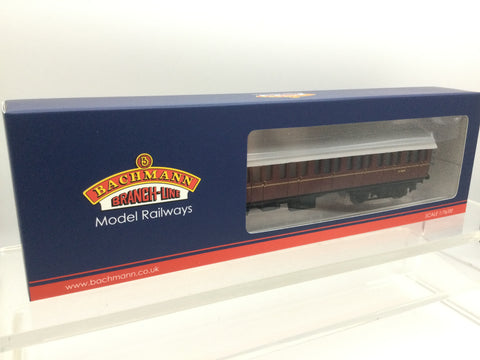 BACHMANN
BRANCH-LINE
Model Railways
www.bachmann.co.uk
SCALE 1:76/00